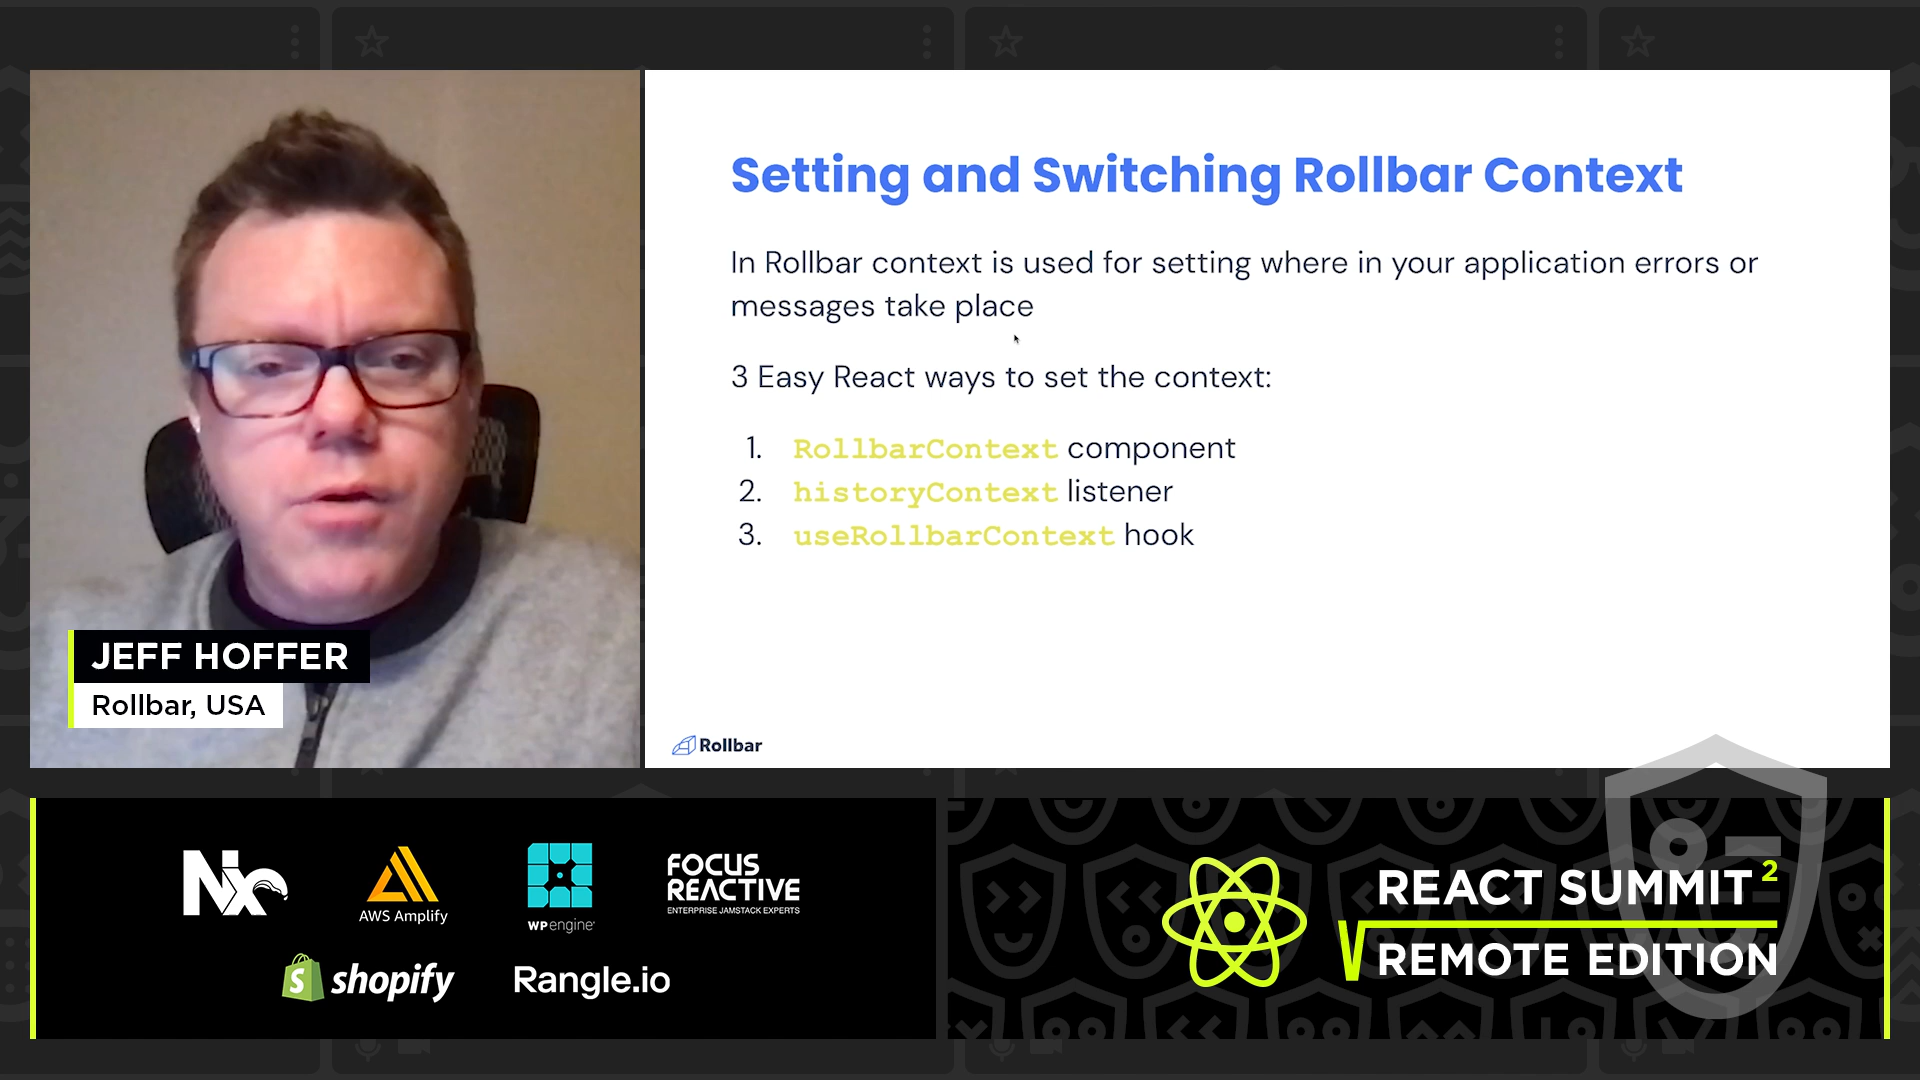 Setting and Switching Rollbar Context
In Rollbar context is used for setting where in your application errors or
messages take place
3 Easy React ways to set the context:
1. RollbarContext component
2. historyContext listener
3. useRollbarContext hook
Rollbar
JEFF HOFFER
Rollbar, USA
Nx
AWS Amplify
WP engine
FOCUS
REACTIVE
ENTERPRISE JAMSTACK EXPERTS
shopify
Rangle.io
REACT SUMMIT 2
REMOTE EDITION